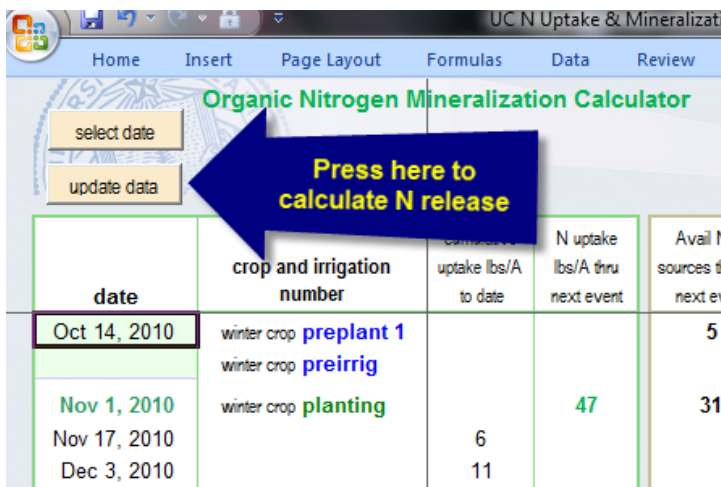 UC N Uptake & Mineralizati
Home Insert Page Layout Formulas Data Review
Organic Nitrogen Mineralization Calculator
select date
update data
Press here to
calculate N release
date
crop and irrigation
number
uptake lbs/A
to date
N uptake
lbs/A thru
next event
Avail N
sources t
next ev
Oct 14, 2010 winter crop preplant 1 5
winter crop preirrig
Nov 1, 2010 winter crop planting 47 31
Nov 17, 2010 6
Dec 3, 2010 11